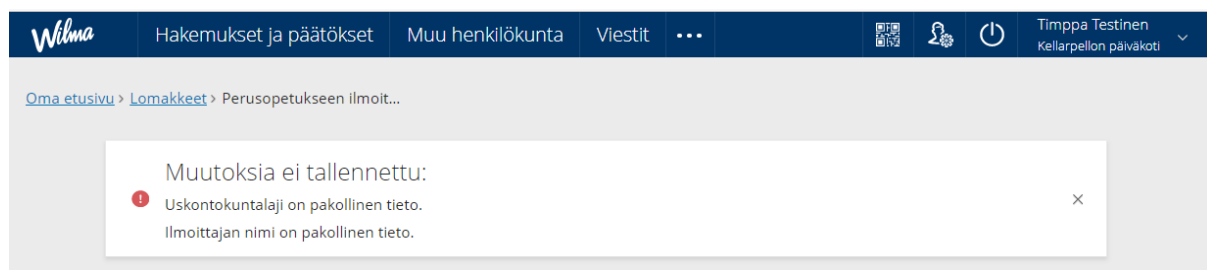 Wilma Hakemukset ja päätökset Muu henkilökunta Viestit ••• Timppa Testinen
Kellarpellon päiväkoti
Oma etusivu > Lomakkeet > Perusopetukseen ilmoit...
Muutoksia ei tallennettu:
Uskontokuntalaji on pakollinen tieto.
Ilmoittajan nimi on pakollinen tieto.